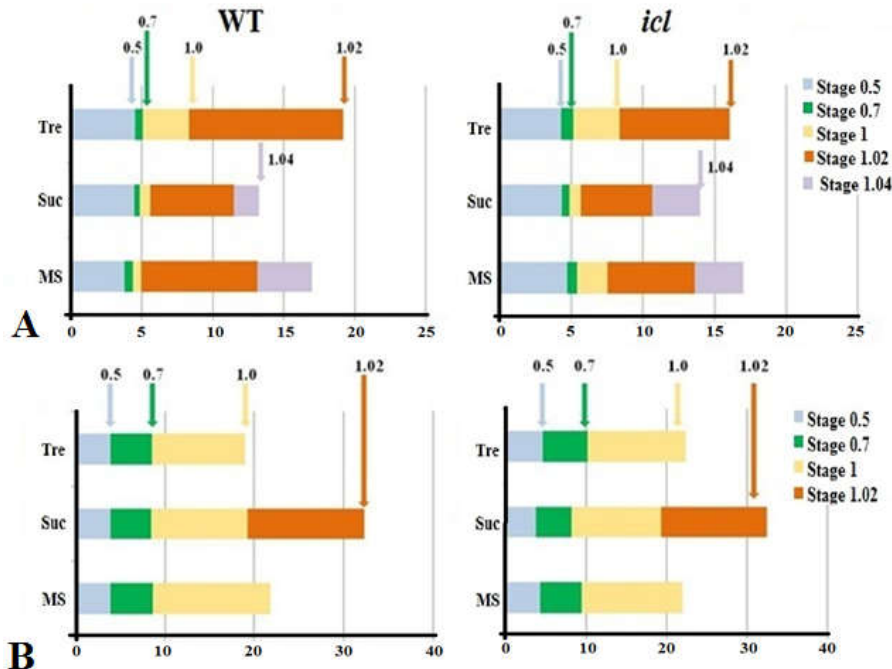 WT
icl
0.5
0.7
1.0
1.02
1.04
Tre
Suc
MS
0 5 10 15 20 25
0.5
0.7
1.0
1.02
1.04
Tre
Suc
MS
0 5 10 15 20 25
Stage 0.5
Stage 0.7
Stage 1
Stage 1.02
Stage 1.04
A
0.5 0.7 1.0 1.02
Tre
Suc
MS
0 10 20 30 40
0.5 0.7 1.0 1.02
Tre
Suc
MS
0 10 20 30 40
Stage 0.5
Stage 0.7
Stage 1
Stage 1.02
B